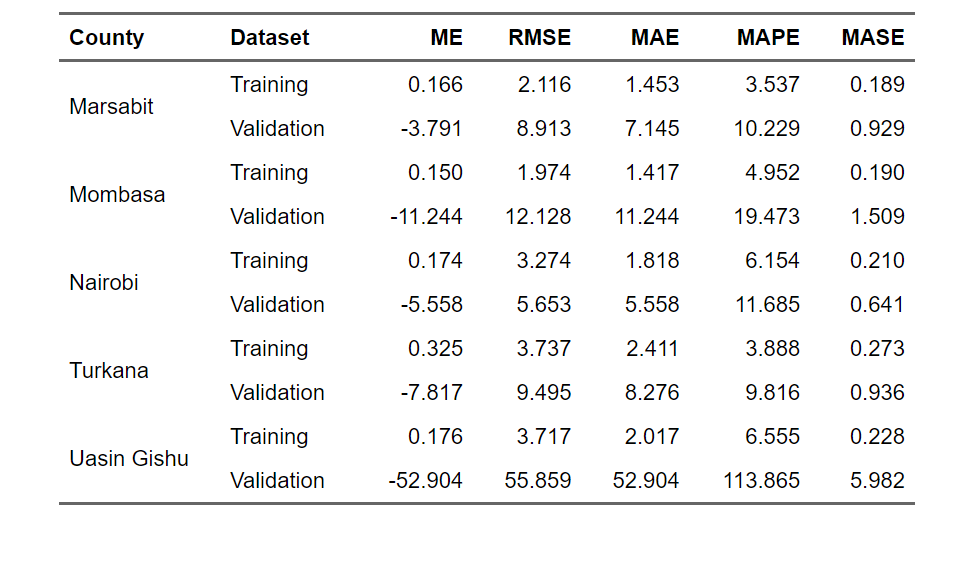 County Dataset ME RMSE MAE MAPE MASE
Marsabit
Training 0.166 2.116 1.453 3.537 0.189
Validation -3.791 8.913 7.145 10.229 0.929
Mombasa
Training 0.150 1.974 1.417 4.952 0.190
Validation -11.244 12.128 11.244 19.473 1.509
Nairobi
Training 0.174 3.274 1.818 6.154 0.210
Validation -5.558 5.653 5.558 11.685 0.641
Turkana
Training 0.325 3.737 2.411 3.888 0.273
Validation -7.817 9.495 8.276 9.816 0.936
Uasin Gishu
Training 0.176 3.717 2.017 6.555 0.228
Validation -52.904 55.859 52.904 113.865 5.982